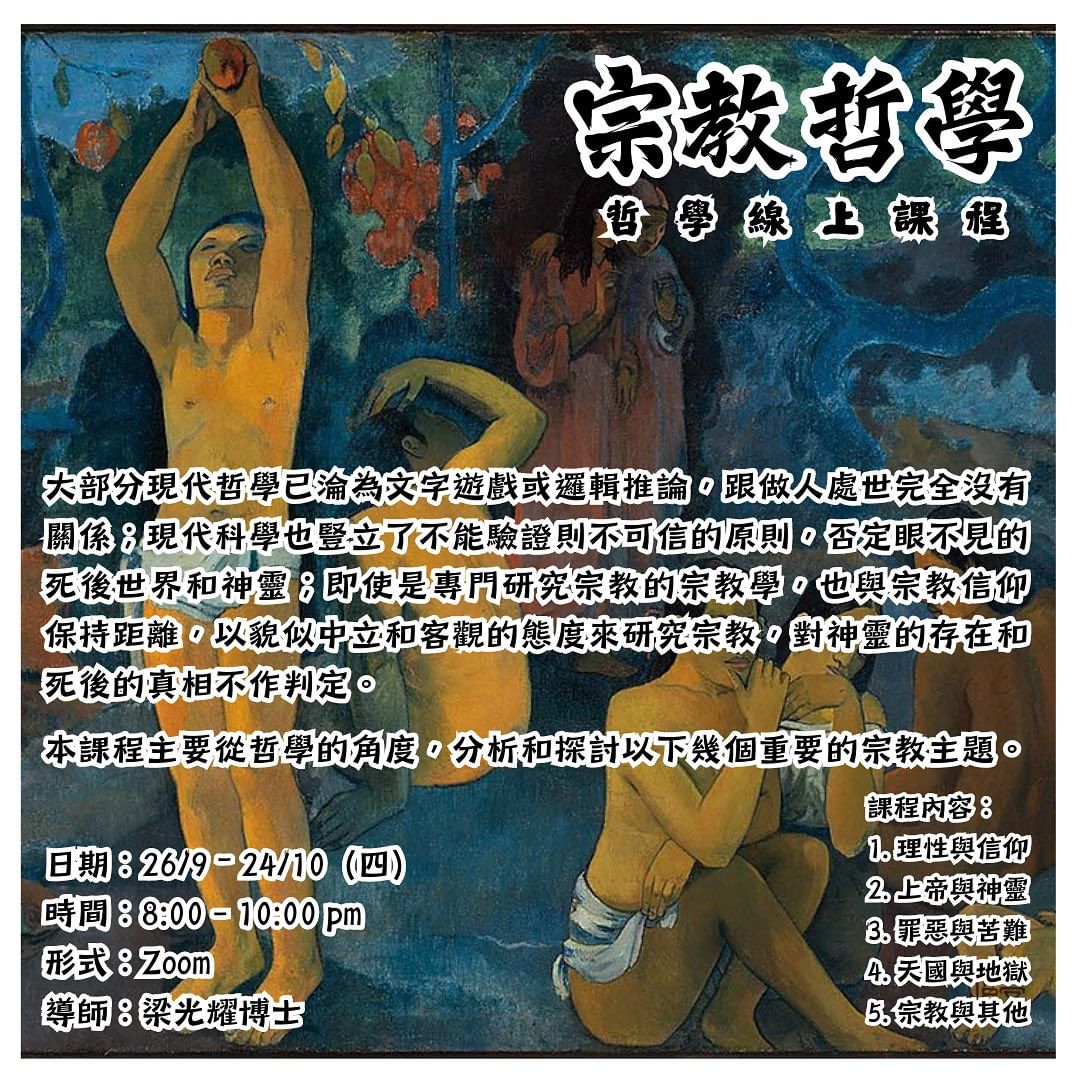 宗教哲學
哲學線上課程
大部分現代哲學已淪為文字遊戲或邏輯推論，跟做人處世完全沒有
關係；現代科學也豎立了不能驗證則不可信的原則，否定眼不見的
死後世界和神靈；即使是專門研究宗教的宗教學，也與宗教信仰
保持距離，以貌似中立和客觀的態度來研究宗教，對神靈的存在和
死後的真相不作判定。
本課程主要從哲學的角度，分析和探討以下幾個重要的宗教主題。
日期：26/9 - 24/10 (四)
時間：8:00 - 10:00 pm
形式：Zoom
導師：梁光耀博士
課程內容：
1. 理性與信仰
2. 上帝與神靈
3. 罪惡與苦難
4. 天國與地獄
5. 宗教與其他